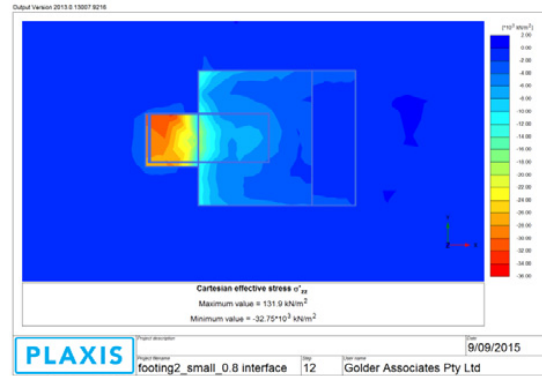 Output Version 2013.0.13007.8216
[*10³ kN/m²]
2.00
0.00
-2.00
-4.00
-6.00
-8.00
-10.00
-12.00
-14.00
-16.00
-18.00
-20.00
-22.00
-24.00
-26.00
-28.00
-30.00
-32.00
-34.00
-36.00
Cartesian effective stress σ'zz
Maximum value = 131.9 kN/m²
Minimum value = -32.75*10³ kN/m²
PLAXIS
Project description
Date
9/09/2015
Project filename
footing2_small_0.8 interface
Step
12
User name
Golder Associates Pty Ltd